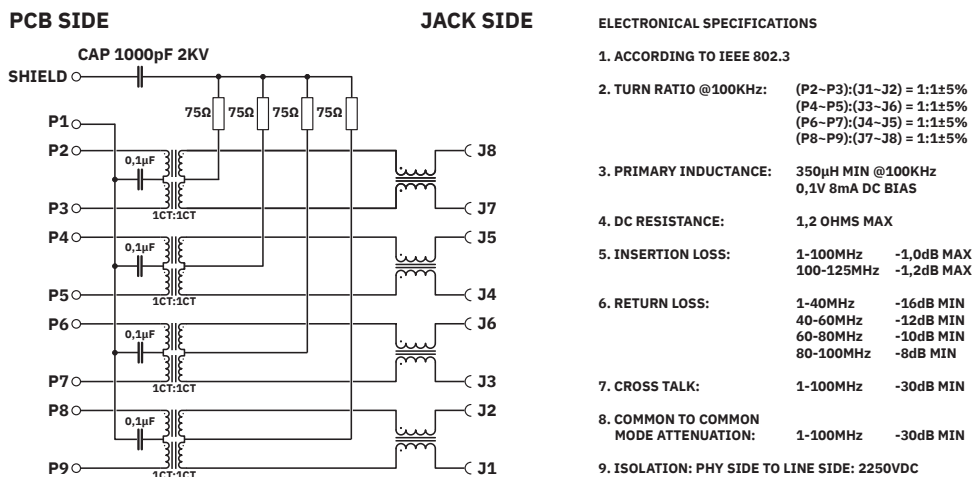 PCB SIDE
JACK SIDE
CAP 1000pF 2KV
SHIELD
75Ω 75Ω 75Ω 75Ω
P1
P2
0,1μF
J8
P3
1CT:1CT
J7
P4
0,1μF
J5
P5
1CT:1CT
J4
P6
0,1μF
J6
P7
1CT:1CT
J3
P8
0,1μF
J2
P9
1CT:1CT
J1
ELECTRONICAL SPECIFICATIONS
1. ACCORDING TO IEEE 802.3
2. TURN RATIO @100KHz: (P2~P3):(J1~J2) = 1:1±5%
(P4~P5):(J3~J6) = 1:1±5%
(P6~P7):(J4~J5) = 1:1±5%
(P8~P9):(J7~J8) = 1:1±5%
3. PRIMARY INDUCTANCE: 350μH MIN @100KHz
0,1V 8mA DC BIAS
4. DC RESISTANCE: 1,2 OHMS MAX
5. INSERTION LOSS: 1-100MHz -1,0dB MAX
100-125MHz -1,2dB MAX
6. RETURN LOSS: 1-40MHz -16dB MIN
40-60MHz -12dB MIN
60-80MHz -10dB MIN
80-100MHz -8dB MIN
7. CROSS TALK: 1-100MHz -30dB MIN
8. COMMON TO COMMON
MODE ATTENUATION: 1-100MHz -30dB MIN
9. ISOLATION: PHY SIDE TO LINE SIDE: 2250VDC